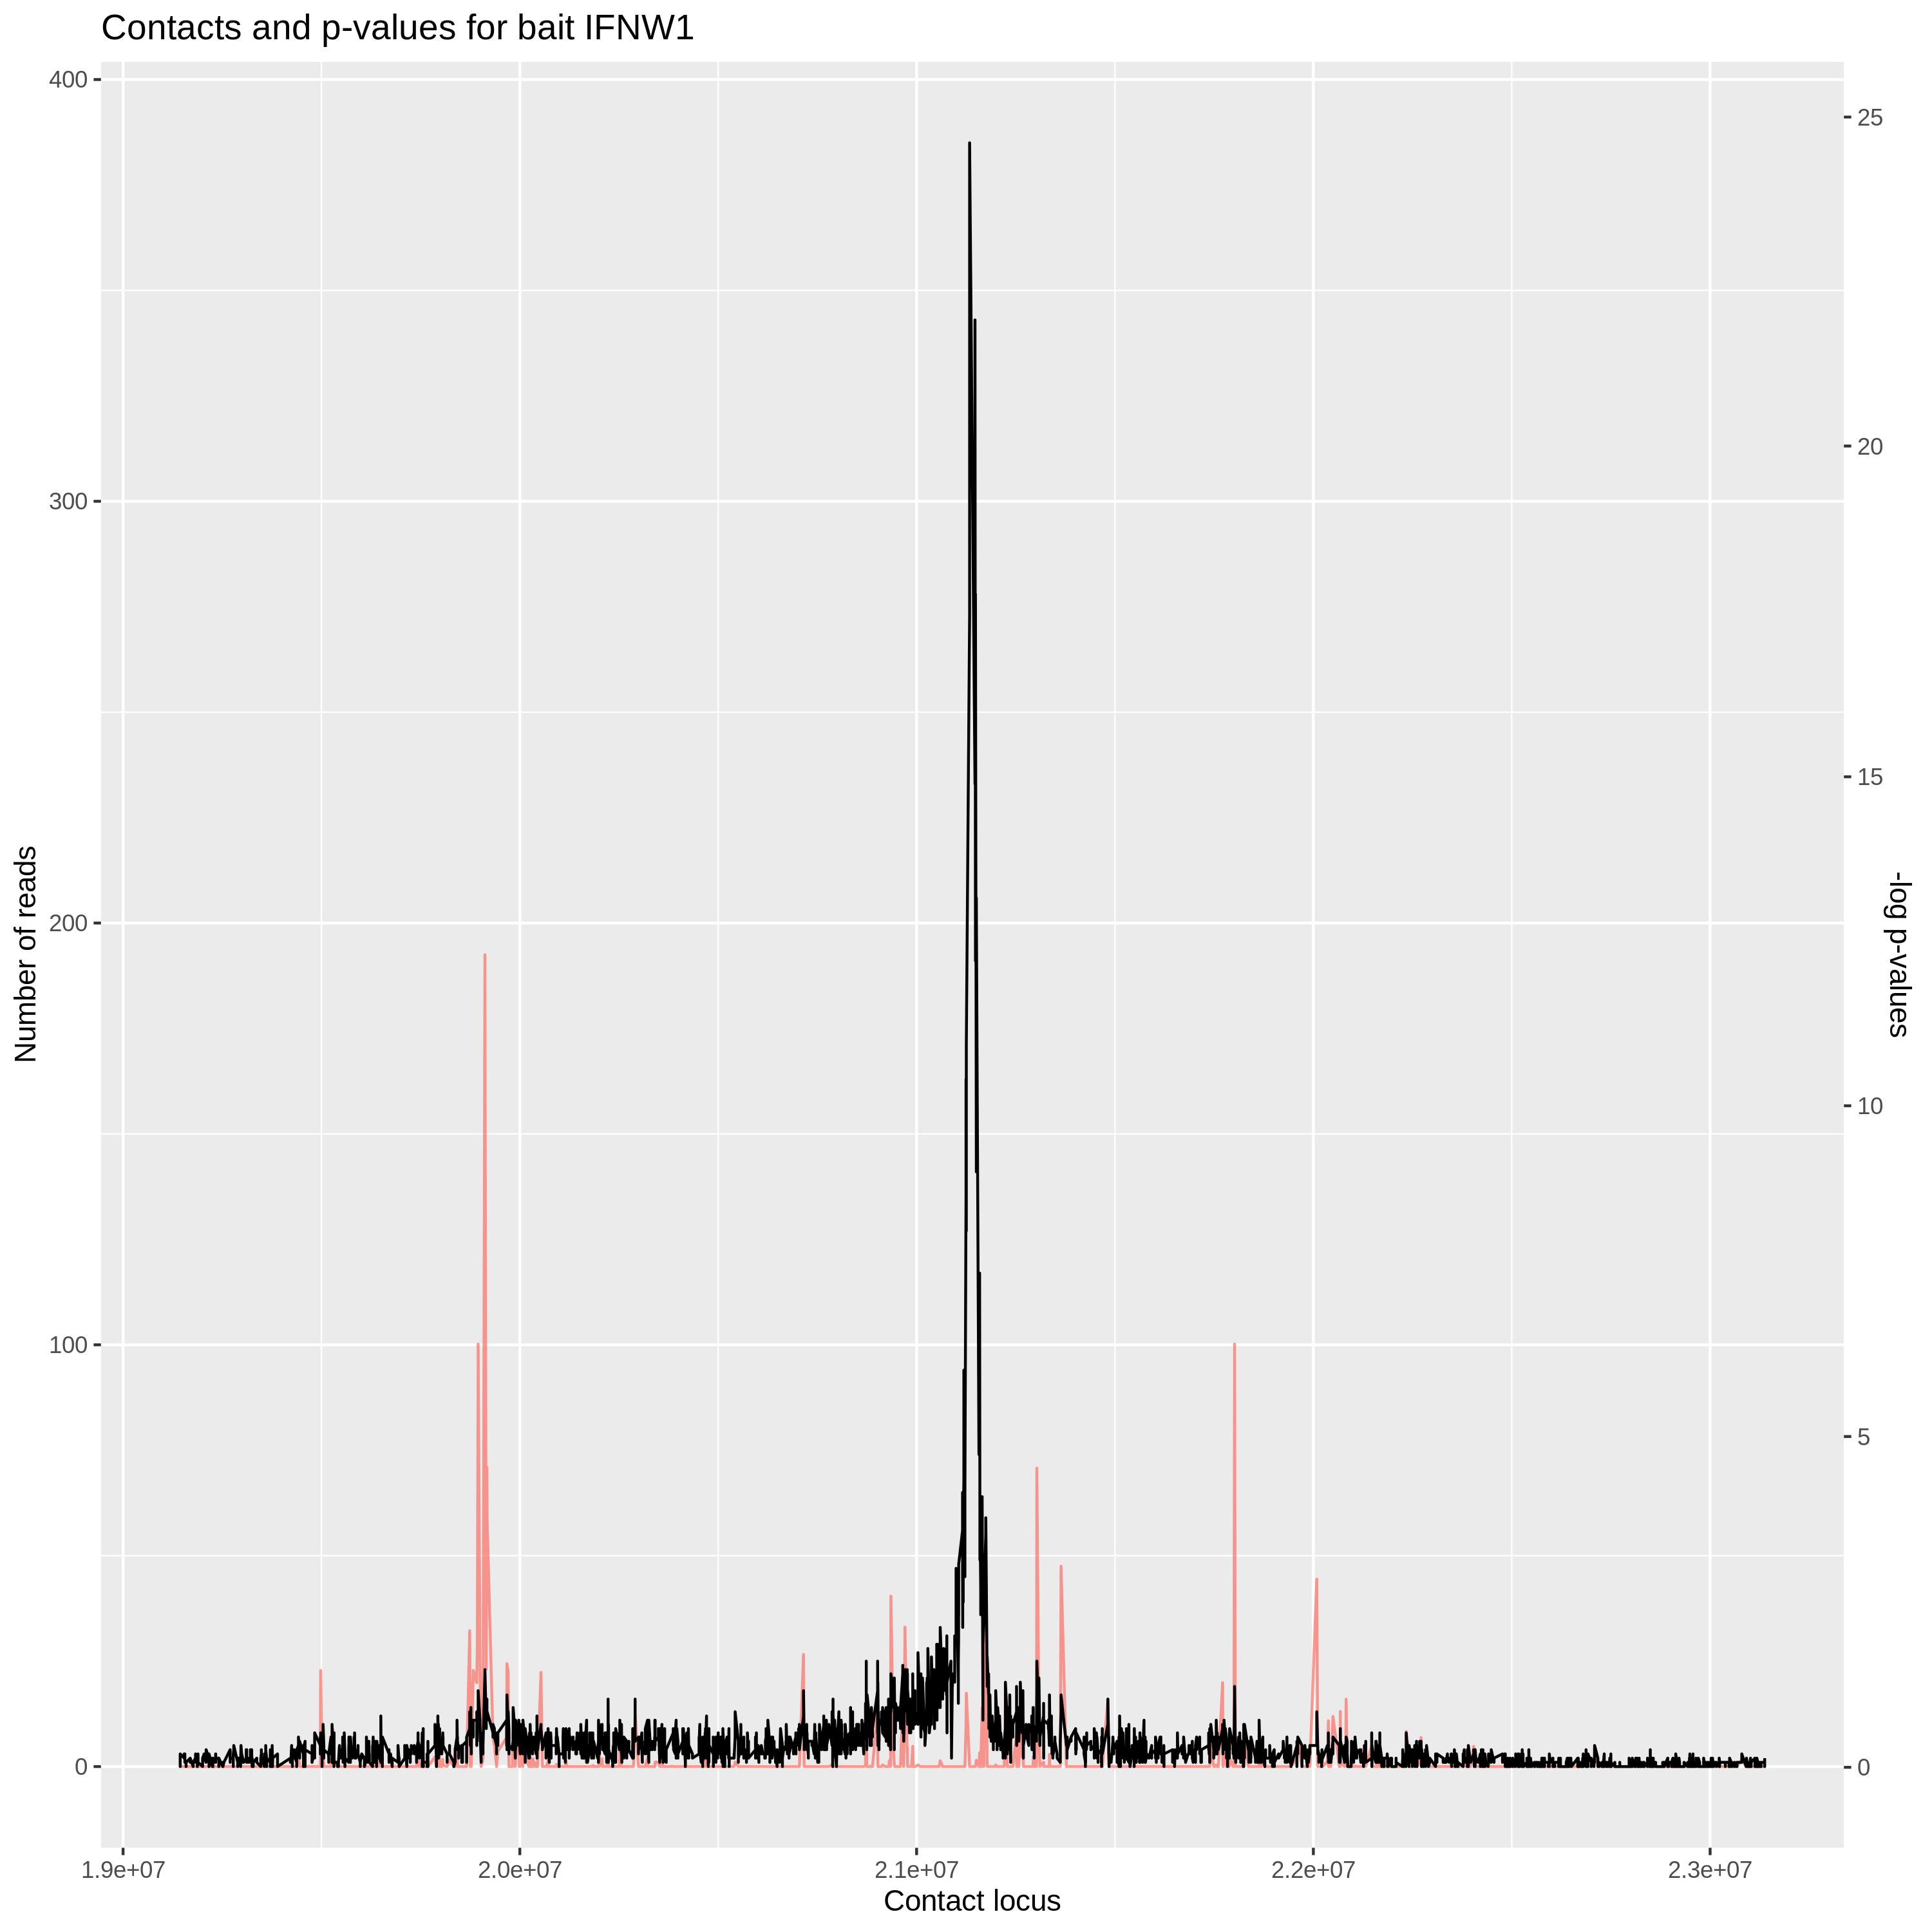 Contacts and p-values for bait IFNW1
400
300
200
100
0
Number of reads
25
20
15
10
5
0
-log p-values
1.9e+07
2.0e+07
2.1e+07
2.2e+07
2.3e+07
Contact locus